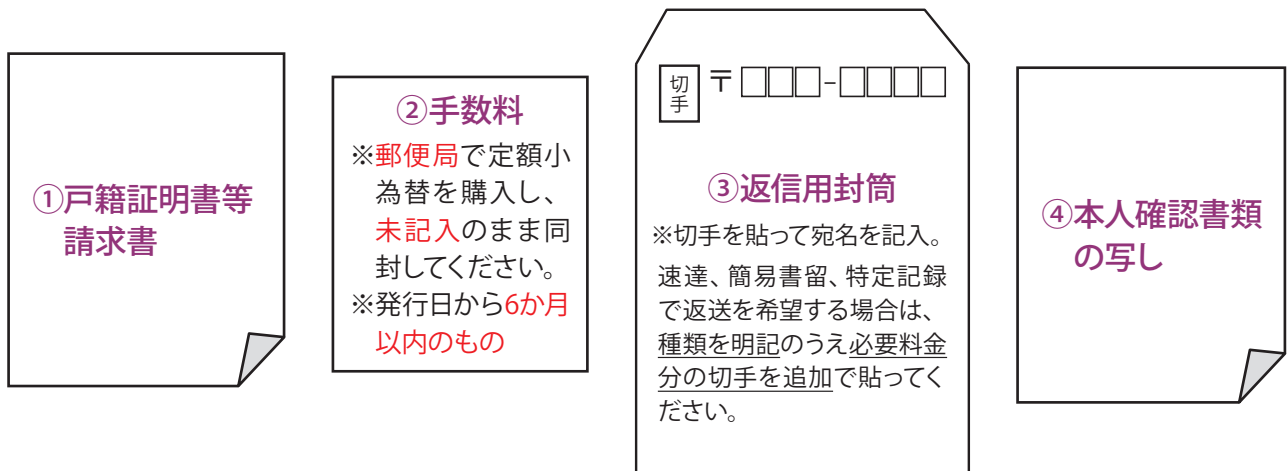 ①戸籍証明書等
請求書
②手数料
※郵便局で定額小
為替を購入し、
未記入のまま同
封してください。
※発行日から6か月
以内のもの
切手
〒□□□-□□□□
③返信用封筒
※切手を貼って宛名を記入。
速達、簡易書留、特定記録
で返送を希望する場合は、
種類を明記のうえ必要料金
分の切手を追加で貼ってく
ださい。
④本人確認書類
の写し